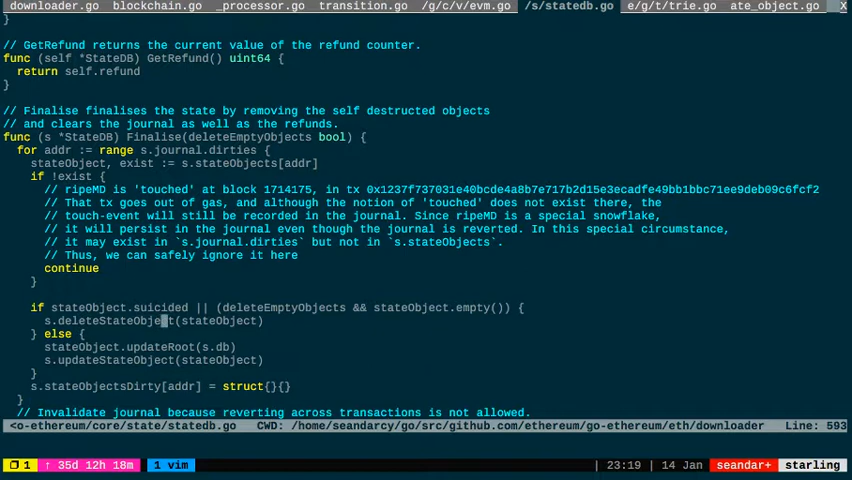 downloader.go  blockchain.go  _processor.go  transition.go  /g/c/v/evm.go  /s/statedb.go  e/g/t/trie.go  ate_object.go  X
}
// GetRefund returns the current value of the refund counter.
func (self *StateDB) GetRefund() uint64 {
  return self.refund
}
// Finalise finalises the state by removing the self destructed objects
// and clears the journal as well as the refunds.
func (s *StateDB) Finalise(deleteEmptyObjects bool) {
  for addr := range s.journal.dirties {
    stateObject, exist := s.stateObjects[addr]
    if !exist {
      // ripeMD is 'touched' at block 1714175, in tx 0x1237f737031e40bcde4a8b7e717b2d15e3ecadfe49bb1bbc71ee9deb09c6fcf2
      // That tx goes out of gas, and although the notion of 'touched' does not exist there, the
      // touch-event will still be recorded in the journal. Since ripeMD is a special snowflake,
      // it will persist in the journal even though the journal is reverted. In this special circumstance,
      // it may exist in `s.journal.dirties` but not in `s.stateObjects`.
      // Thus, we can safely ignore it here
      continue
    }
    if stateObject.suicided || (deleteEmptyObjects && stateObject.empty()) {
      s.deleteStateObject(stateObject)
    } else {
      stateObject.updateRoot(s.db)
      s.updateStateObject(stateObject)
    }
    s.stateObjectsDirty[addr] = struct{}{}
  }
  // Invalidate journal because reverting across transactions is not allowed.
<o-ethereum/core/state/statedb.go   CWD: /home/seandarcy/go/src/github.com/ethereum/go-ethereum/eth/downloader   Line: 593
1  ↑ 35d 12h 18m  1 vim  | 23:19 | 14 Jan  seandar+  starling